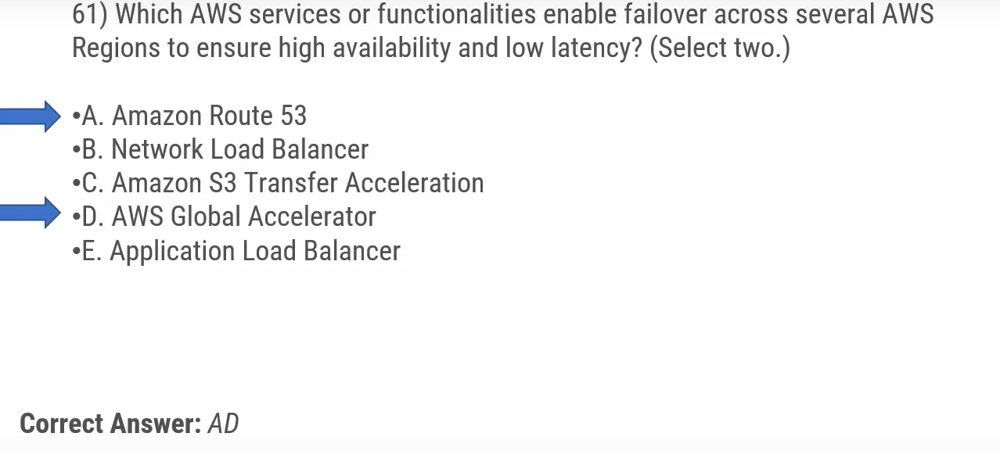 61) Which AWS services or functionalities enable failover across several AWS
Regions to ensure high availability and low latency? (Select two.)
•A. Amazon Route 53
•B. Network Load Balancer
•C. Amazon S3 Transfer Acceleration
•D. AWS Global Accelerator
•E. Application Load Balancer
Correct Answer: AD